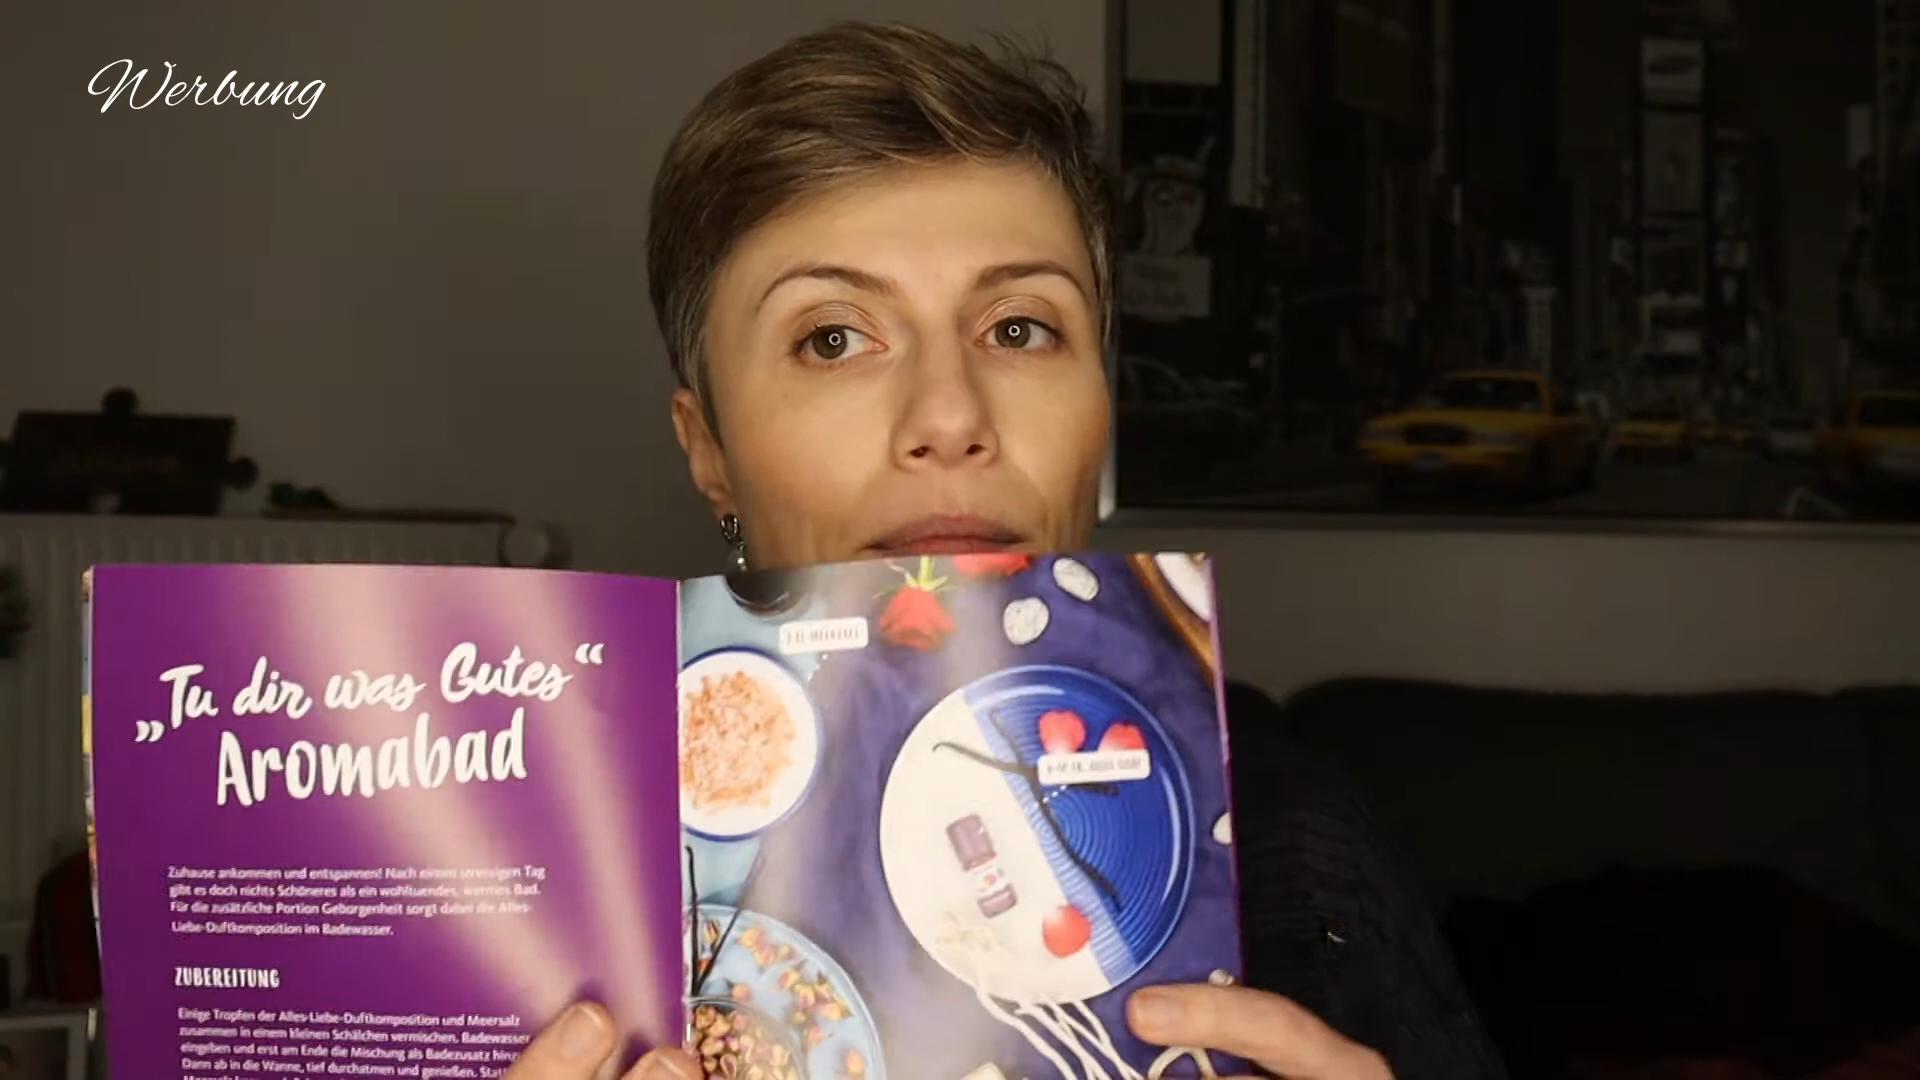 Werbung
„Tu dir was Gutes“
Aromabad
Zuhause ankommen und entspannen! Nach einem stressigen Tag
gibt es doch nichts Schöneres als ein wohltuendes, warmes Bad.
Für die zusätzliche Portion Geborgenheit sorgt dabei die Alles-
Liebe-Duftkomposition im Badewasser.
ZUBEREITUNG
Einige Tropfen der Alles-Liebe-Duftkomposition und Meersalz
zusammen in einem kleinen Schälchen vermischen. Badewasser
eingeben und erst am Ende die Mischung als Badezusatz
Dann ab in die Wanne, tief durchatmen und genießen.